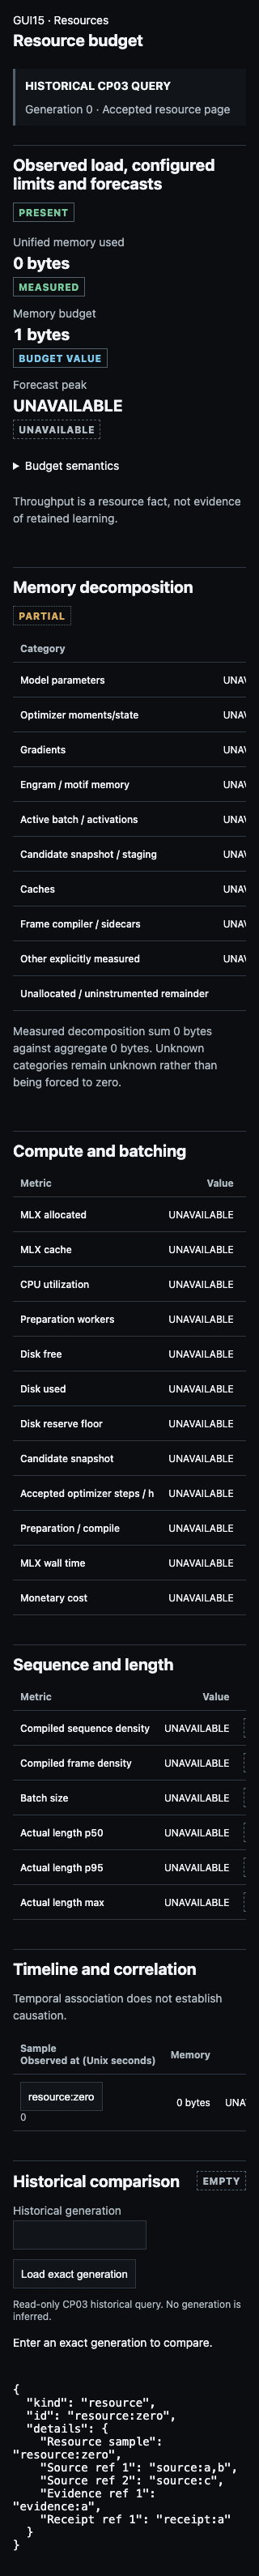 GUI15 · Resources
Resource budget
HISTORICAL CP03 QUERY
Generation 0 · Accepted resource page
Observed load, configured
limits and forecasts
PRESENT
Unified memory used
0 bytes
MEASURED
Memory budget
1 byte
BUDGET VALUE
Forecast peak
UNAVAILABLE
UNAVAILABLE
▶ Budget semantics
Throughput is a resource fact, not evidence
of retained learning.
Memory decomposition
PARTIAL
Category
Model parameters UNAV
Optimizer moments/state UNAV
Gradients UNAV
Engram / motif memory UNAV
Active batch / activations UNAV
Candidate snapshot / staging UNAV
Caches UNAV
Frame compiler / sidecars UNAV
Other explicitly measured UNAV
Unallocated / uninstrumented remainder
Measured decomposition sum 0 bytes
against aggregate 0 bytes. Unknown
categories remain unknown rather than
being forced to zero.
Compute and batching
Metric Value
MLX allocated UNAVAILABLE
MLX cache UNAVAILABLE
CPU utilization UNAVAILABLE
Preparation workers UNAVAILABLE
Disk free UNAVAILABLE
Disk used UNAVAILABLE
Disk reserve floor UNAVAILABLE
Candidate snapshot UNAVAILABLE
Accepted optimizer steps / h UNAVAILABLE
Preparation / compile UNAVAILABLE
MLX wall time UNAVAILABLE
Monetary cost UNAVAILABLE
Sequence and length
Metric Value
Compiled sequence density UNAVAILABLE
Compiled frame density UNAVAILABLE
Batch size UNAVAILABLE
Actual length p50 UNAVAILABLE
Actual length p95 UNAVAILABLE
Actual length max UNAVAILABLE
Timeline and correlation
Temporal association does not establish
causation.
Sample
Observed at (Unix seconds) Memory
resource:zero 0 bytes UNA
0
Historical comparison EMPTY
Historical generation
Load exact generation
Read-only CP03 historical query. No generation is
inferred.
Enter an exact generation to compare.
{
  "kind": "resource",
  "id": "resource:zero",
  "details": {
    "Resource sample":
"resource:zero",
    "Source ref 1": "source:a,b",
    "Source ref 2": "source:c",
    "Evidence ref 1":
"evidence:a",
    "Receipt ref 1": "receipt:a"
  }
}